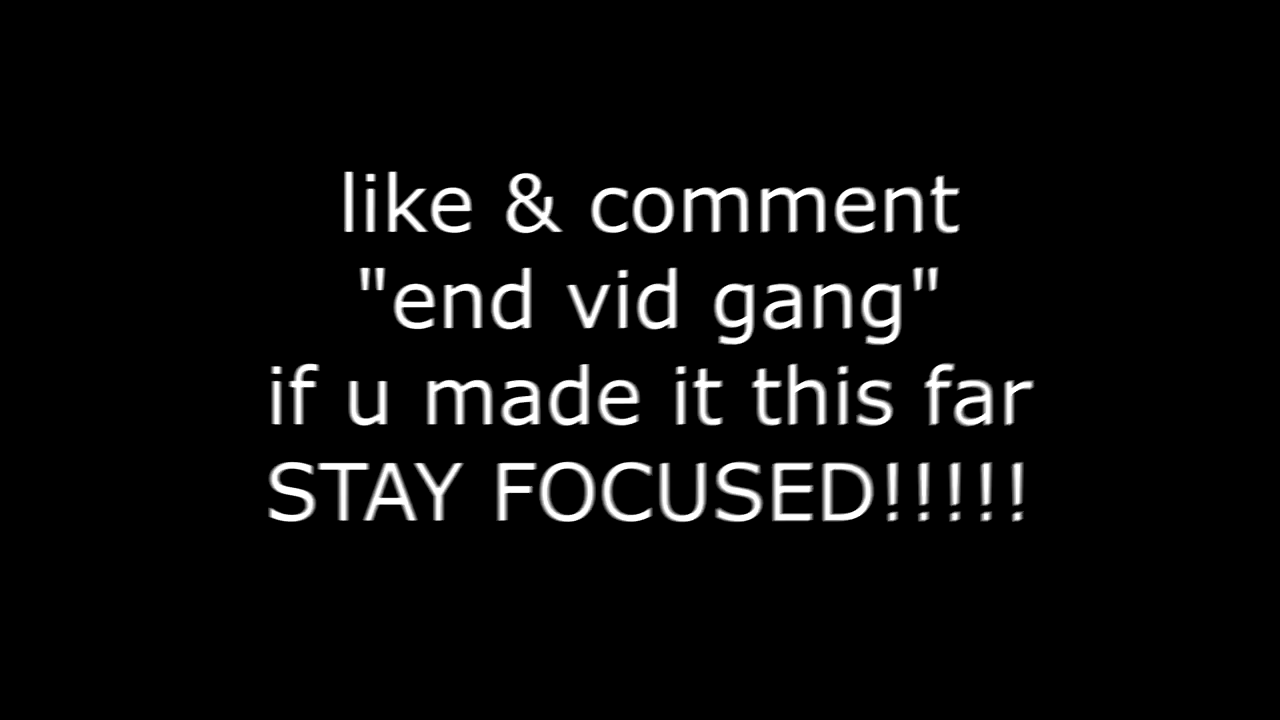 like & comment
"end vid gang"
if u made it this far
STAY FOCUSED!!!!!